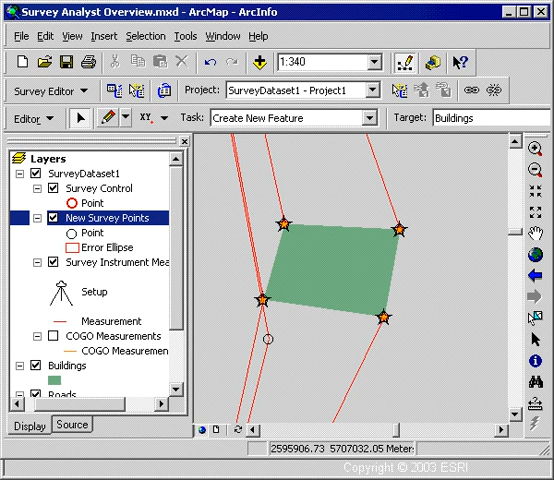 Survey Analyst Overview.mxd - ArcMap - ArcInfo
File Edit View Insert Selection Tools Window Help
1:340
Survey Editor Project: SurveyDataset1 - Project1
Editor XY Task: Create New Feature Target: Buildings
Layers
SurveyDataset1
Survey Control
Point
New Survey Points
Point
Error Ellipse
Survey Instrument Mea
Setup
Measurement
COGO Measurements
COGO Measuremen
Buildings
Roads
Display Source
2595906.73 5707032.05 Meters
Copyright © 2003 ESRI